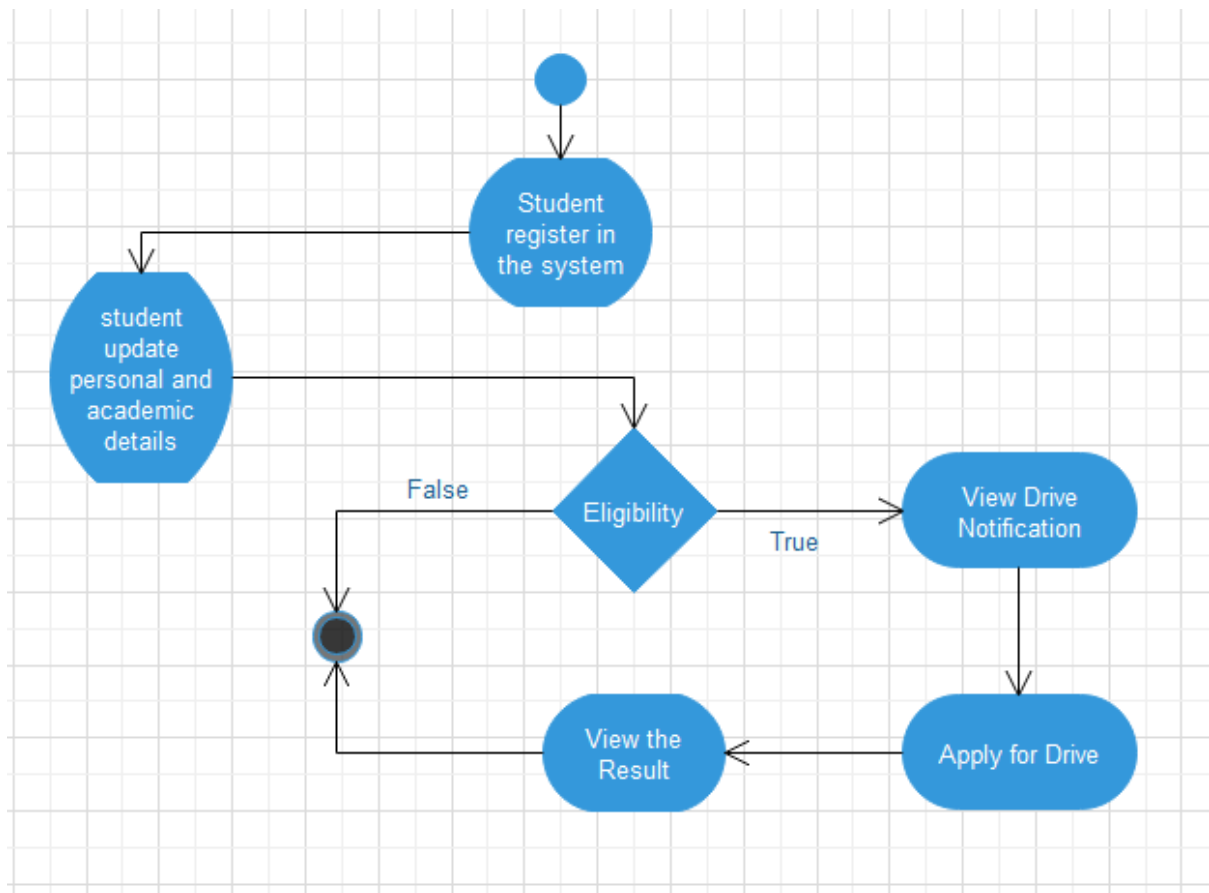 Student
register in
the system
student
update
personal and
academic
details
False
Eligibility
True
View Drive
Notification
View the
Result
Apply for Drive